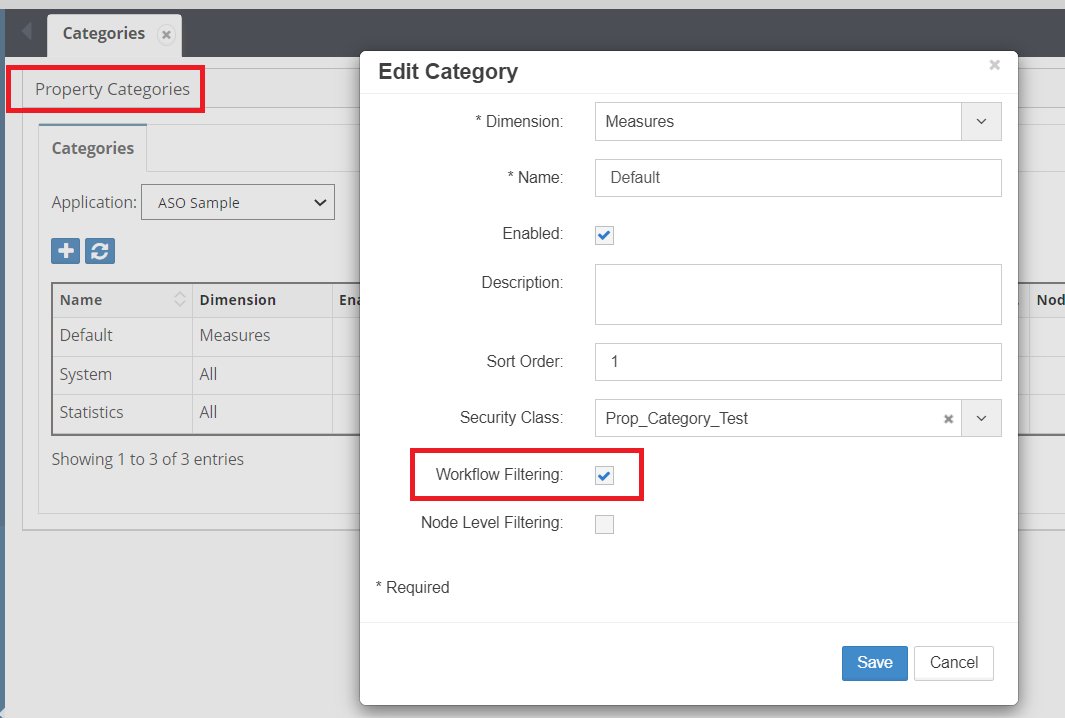 Categories
Property Categories
Categories
Application: ASO Sample
Name Dimension Ena Nod
Default Measures
System All
Statistics All
Showing 1 to 3 of 3 entries
Edit Category
* Dimension: Measures
* Name: Default
Enabled:
Description:
Sort Order: 1
Security Class: Prop_Category_Test
Workflow Filtering:
Node Level Filtering:
* Required
Save Cancel